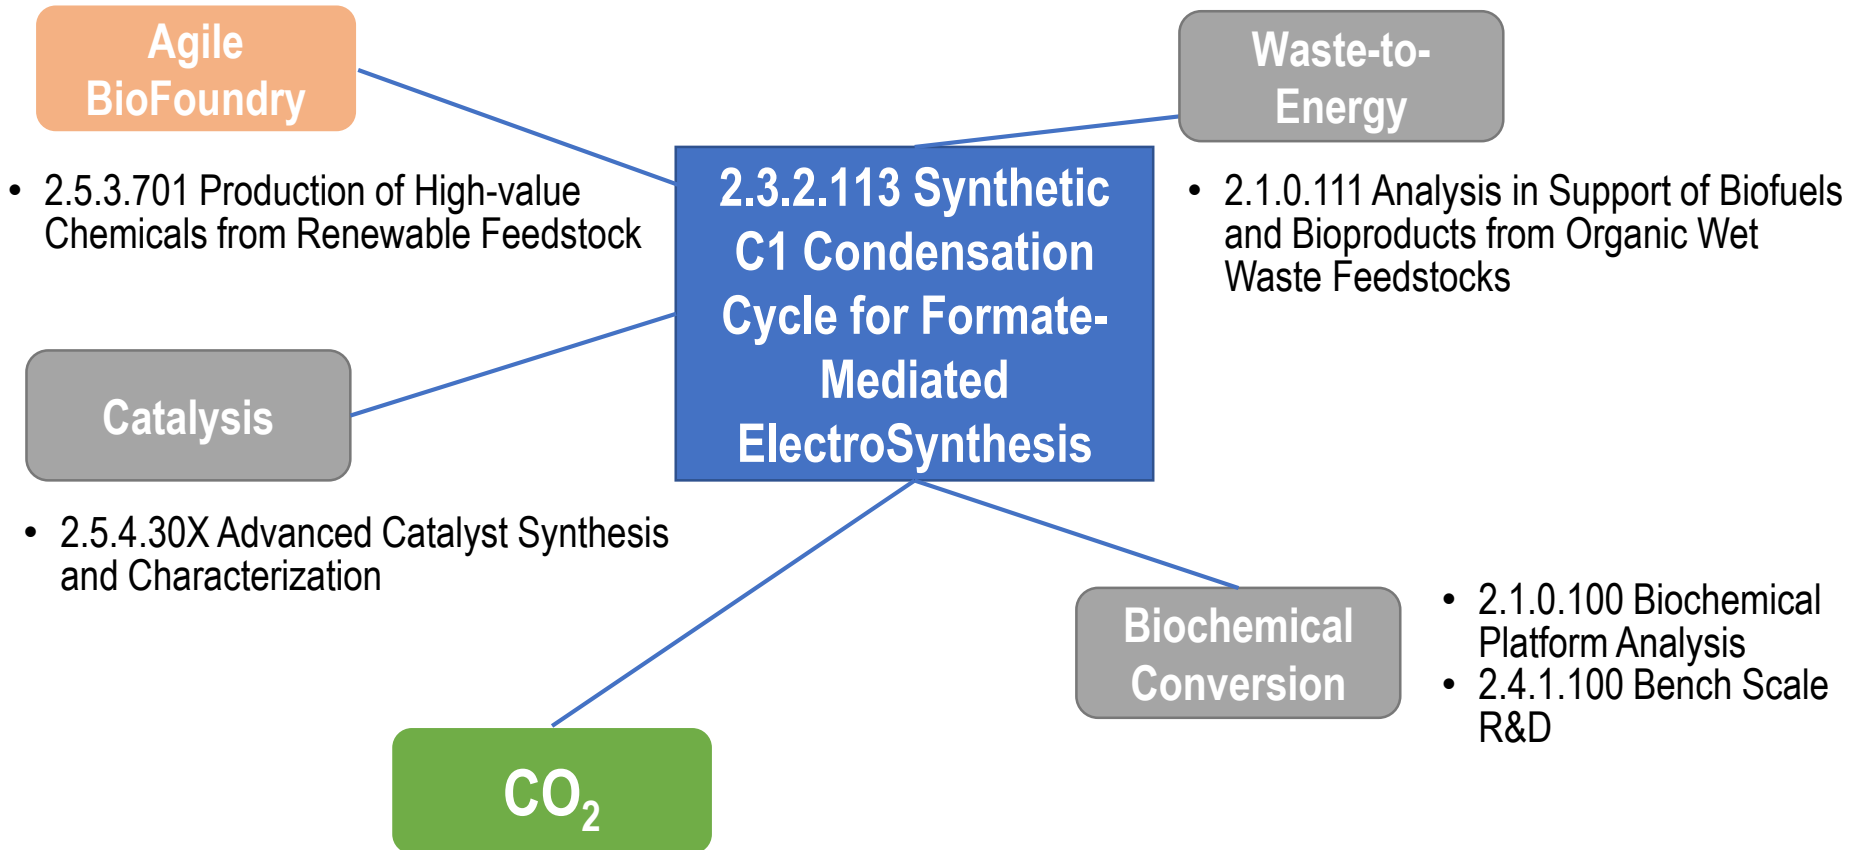 Agile
BioFoundry
• 2.5.3.701 Production of High-value
Chemicals from Renewable Feedstock
Catalysis
• 2.5.4.30X Advanced Catalyst Synthesis
and Characterization
2.3.2.113 Synthetic
C1 Condensation
Cycle for Formate-
Mediated
ElectroSynthesis
Waste-to-
Energy
• 2.1.0.111 Analysis in Support of Biofuels
and Bioproducts from Organic Wet
Waste Feedstocks
Biochemical
Conversion
• 2.1.0.100 Biochemical
Platform Analysis
• 2.4.1.100 Bench Scale
R&D
CO₂